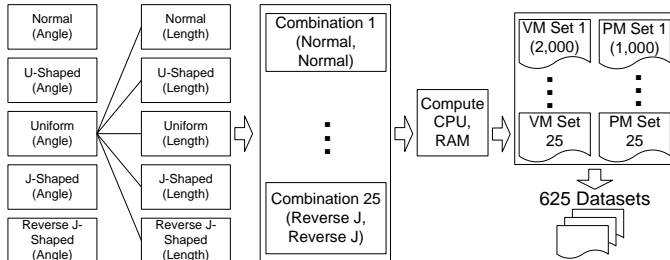 Normal
(Angle)
U-Shaped
(Angle)
Uniform
(Angle)
J-Shaped
(Angle)
Reverse J-
Shaped
(Angle)
Normal
(Length)
U-Shaped
(Length)
Uniform
(Length)
J-Shaped
(Length)
Reverse J-
Shaped
(Length)
Combination 1
(Normal,
Normal)
Combination 25
(Reverse J,
Reverse J)
Compute
CPU,
RAM
VM Set 1
(2,000)
PM Set 1
(1,000)
VM Set
25
PM Set
25
625 Datasets